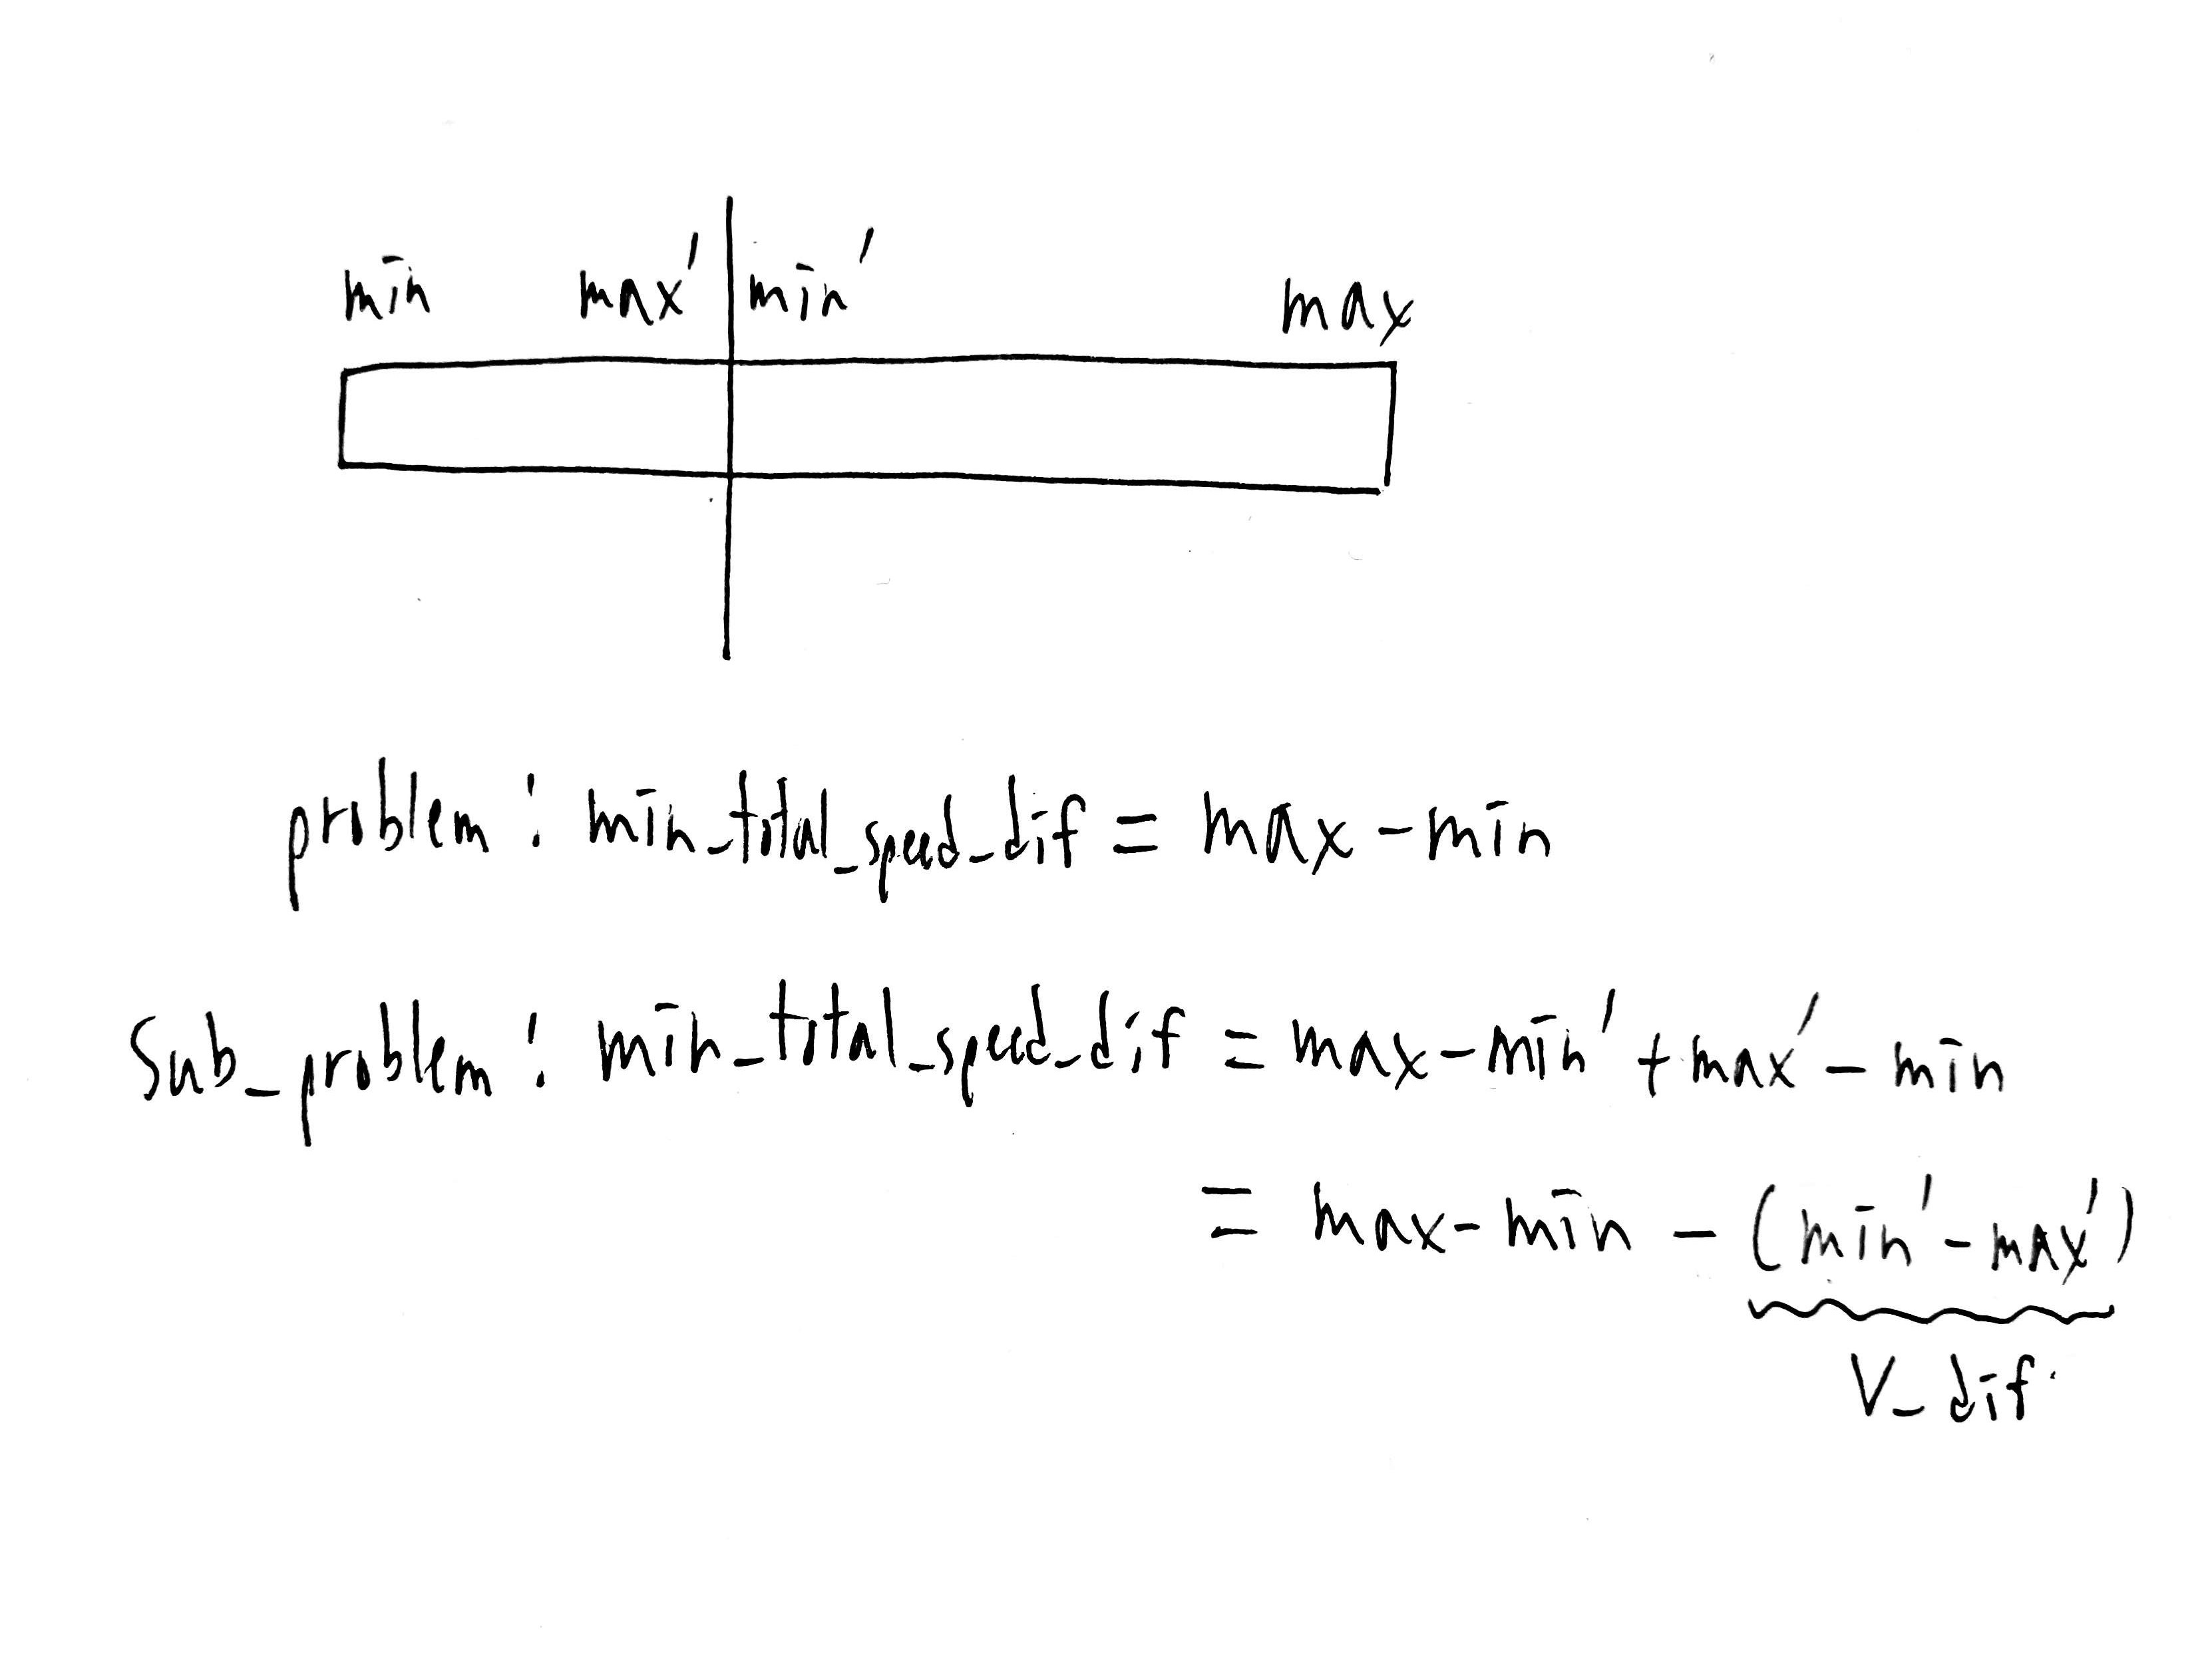 min max' min' max
problem : min_total_speed_dif = max - min
Sub_problem : min_total_speed_dif = max - min' + max' - min
= max - min - (min' - max')
V_dif